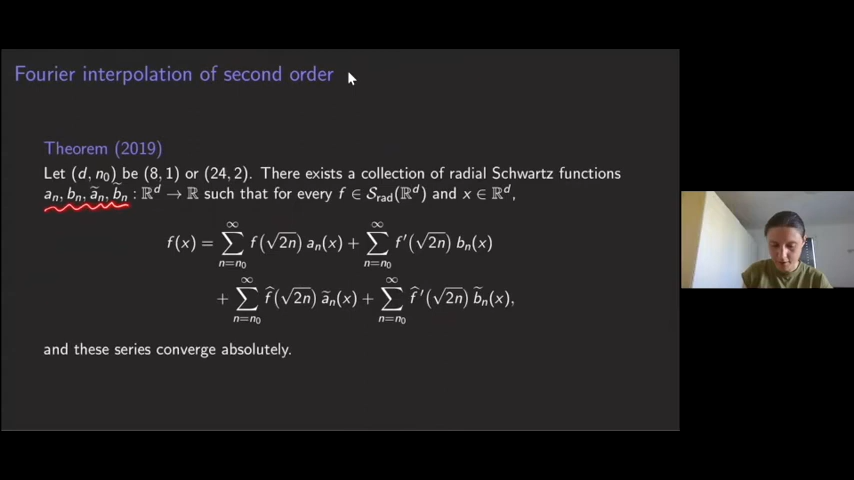 Fourier interpolation of second order
Theorem (2019)
Let (d, n₀) be (8, 1) or (24, 2). There exists a collection of radial Schwartz functions
aₙ, bₙ, ãₙ, b̃ₙ : ℝᵈ → ℝ such that for every f ∈ 𝒮rad(ℝᵈ) and x ∈ ℝᵈ,
f(x) = ∑_{n=n₀}^{∞} f(√2n) aₙ(x) + ∑_{n=n₀}^{∞} f′(√2n) bₙ(x)
+ ∑_{n=n₀}^{∞} f̂(√2n) ãₙ(x) + ∑_{n=n₀}^{∞} f̂′(√2n) b̃ₙ(x),
and these series converge absolutely.